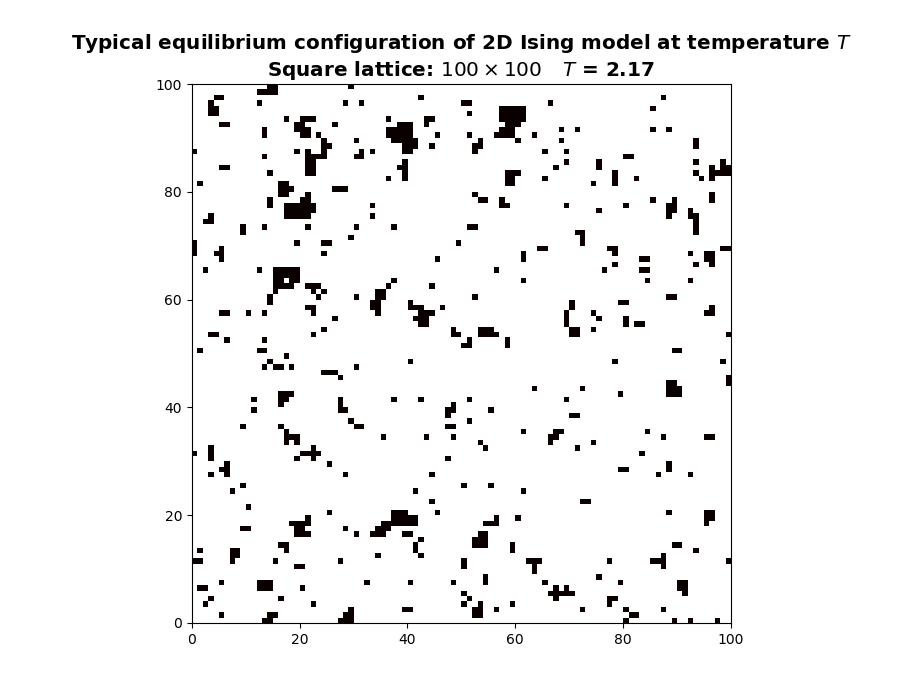 Typical equilibrium configuration of 2D Ising model at temperature T
Square lattice: 100 × 100 T = 2.17
100
80
60
40
20
0
0 20 40 60 80 100